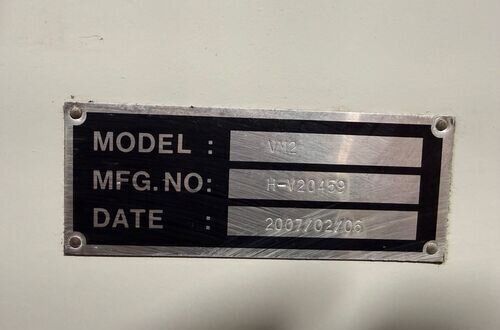 MODEL : VM2
MFG.NO: H-V20459
DATE : 2007/02/06